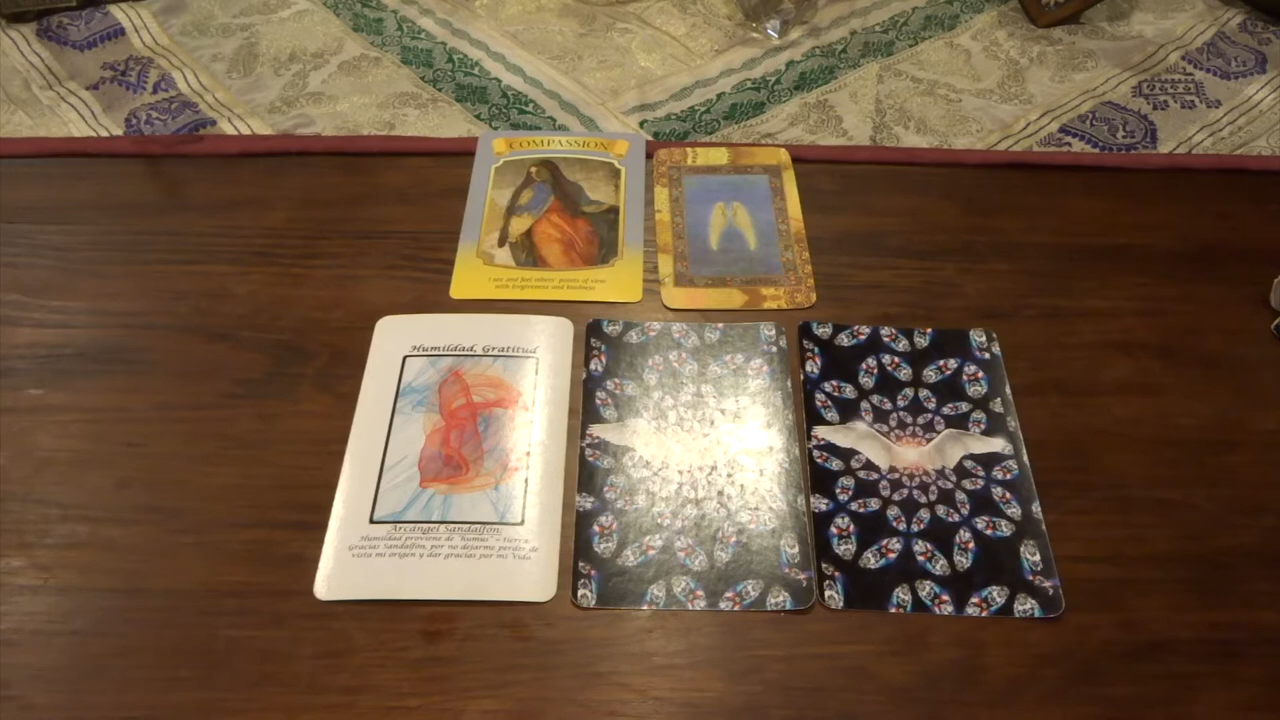 COMPASSION
I see and feel others' points of view
with forgiveness and kindness
Humildad, Gratitud
Arcángel Sandalfón:
Humildad proviene de "humus" = tierra.
Gracias Sandalfón, por no dejarme perder de
vista mi origen y dar gracias por mi Vida